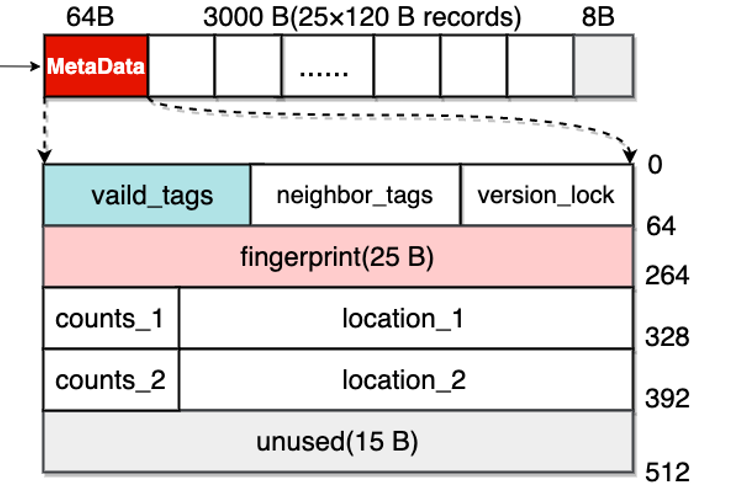 64B 3000 B(25×120 B records) 8B
MetaData ......
0
vaild_tags neighbor_tags version_lock
64
fingerprint(25 B)
264
counts_1 location_1
328
counts_2 location_2
392
unused(15 B)
512